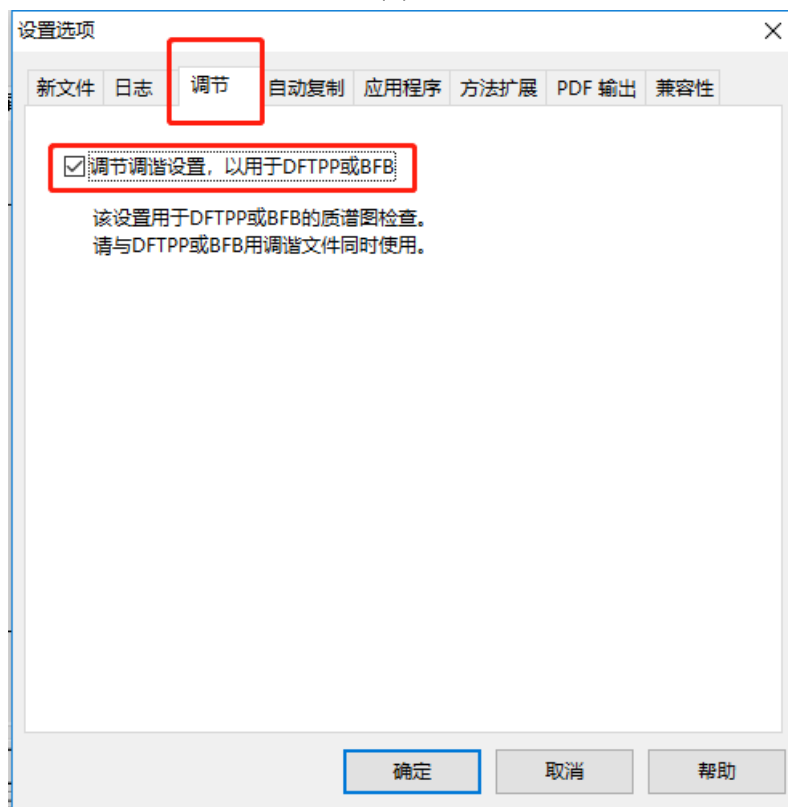 设置选项
新文件 日志 调节 自动复制 应用程序 方法扩展 PDF 输出 兼容性
调节调谐设置，以用于DFTPP或BFB
该设置用于DFTPP或BFB的质谱图检查。
请与DFTPP或BFB用调谐文件同时使用。
确定 取消 帮助